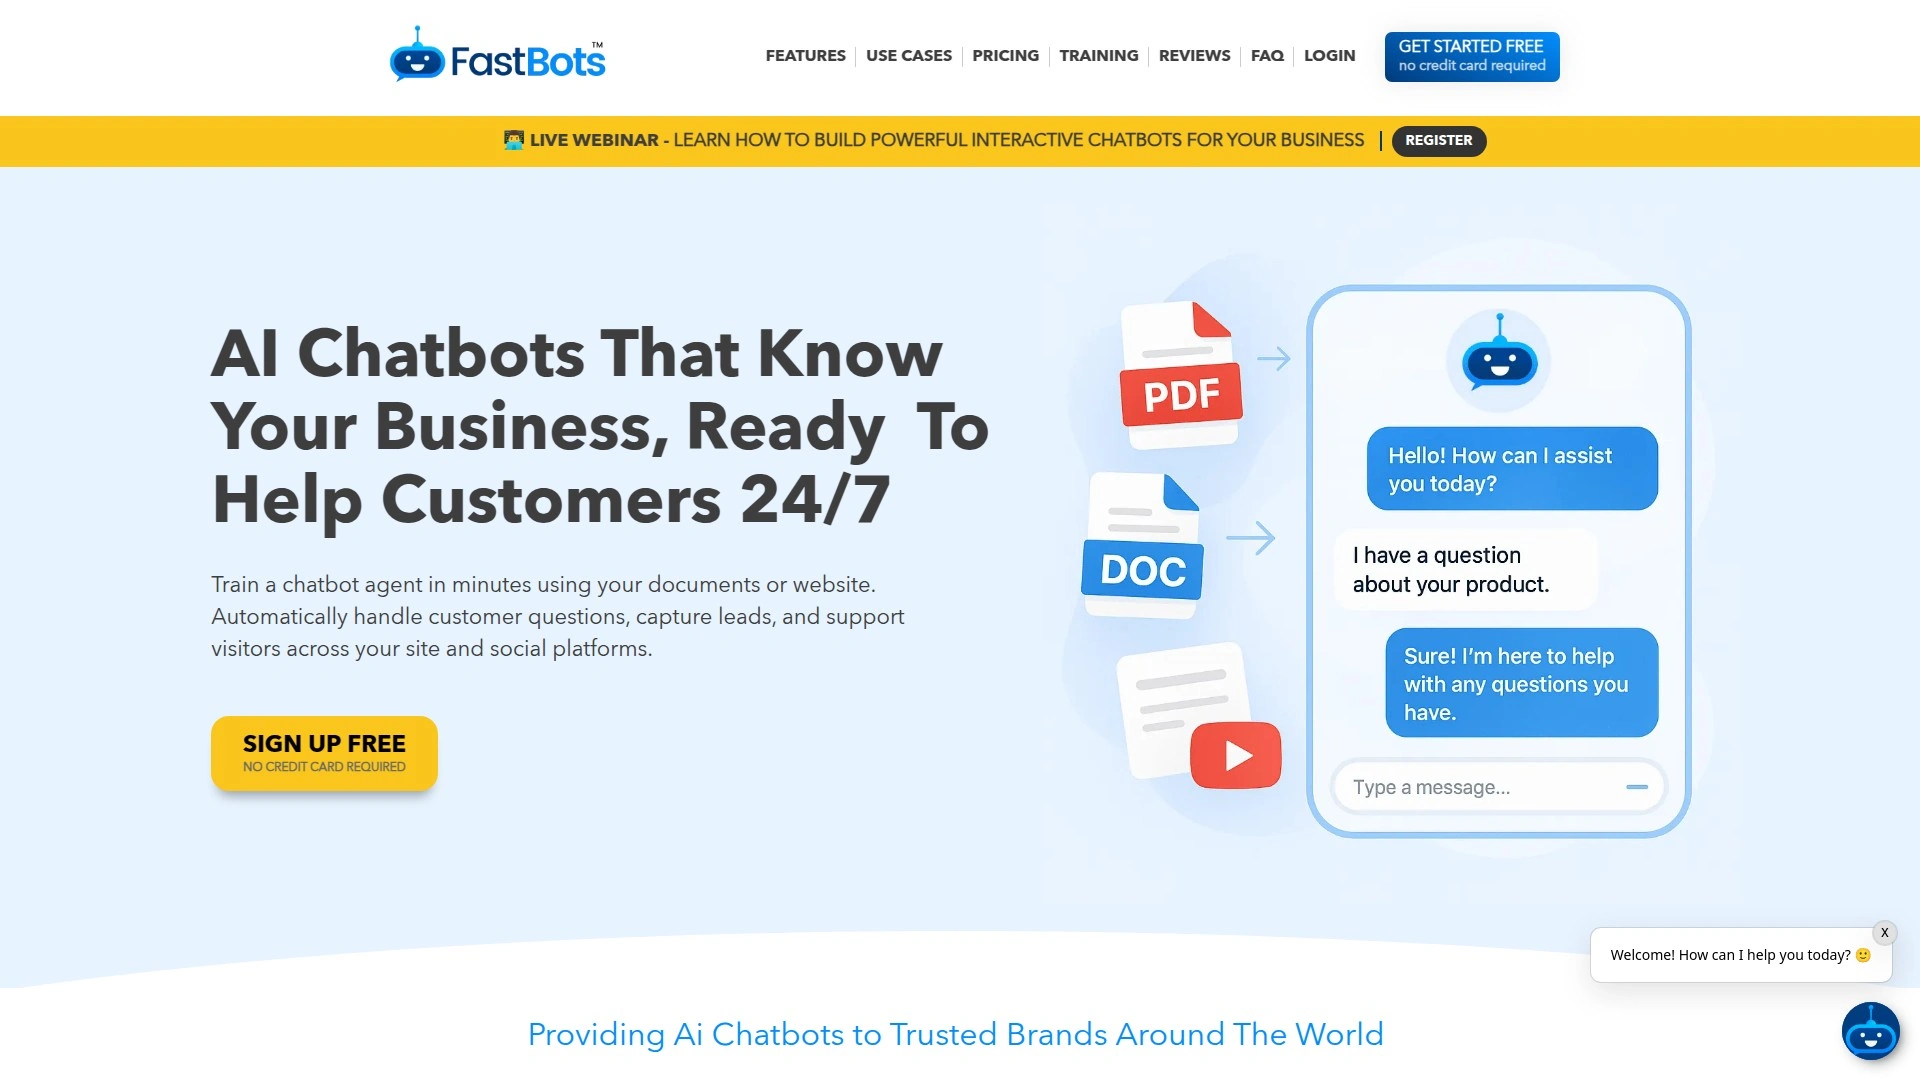 FastBots™
FEATURES
USE CASES
PRICING
TRAINING
REVIEWS
FAQ
LOGIN
GET STARTED FREE
no credit card required
LIVE WEBINAR - LEARN HOW TO BUILD POWERFUL INTERACTIVE CHATBOTS FOR YOUR BUSINESS
REGISTER
AI Chatbots That Know
Your Business, Ready To
Help Customers 24/7
Train a chatbot agent in minutes using your documents or website.
Automatically handle customer questions, capture leads, and support
visitors across your site and social platforms.
SIGN UP FREE
NO CREDIT CARD REQUIRED
PDF
DOC
Hello! How can I assist
you today?
I have a question
about your product.
Sure! I'm here to help
with any questions you
have.
Type a message...
X
Welcome! How can I help you today? 🙂
Providing Ai Chatbots to Trusted Brands Around The World